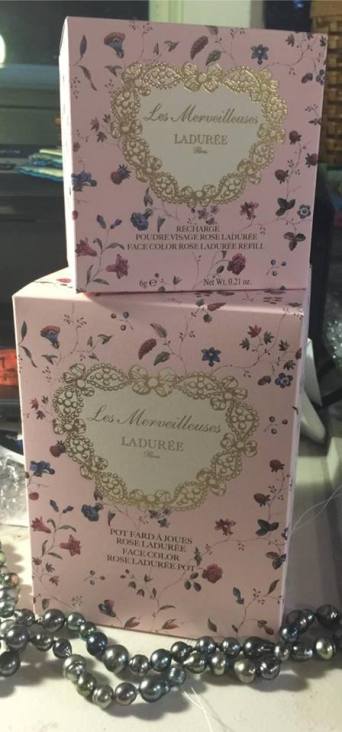 Les Merveilleuses
LADURÉE
Paris
RECHARGE
POUDRE VISAGE ROSE LADURÉE
FACE COLOR ROSE LADURÉE REFILL
6g ℮ Net Wt. 0.21 oz.
Les Merveilleuses
LADURÉE
Paris
POT FARD À JOUES
ROSE LADURÉE
FACE COLOR
ROSE LADURÉE POT